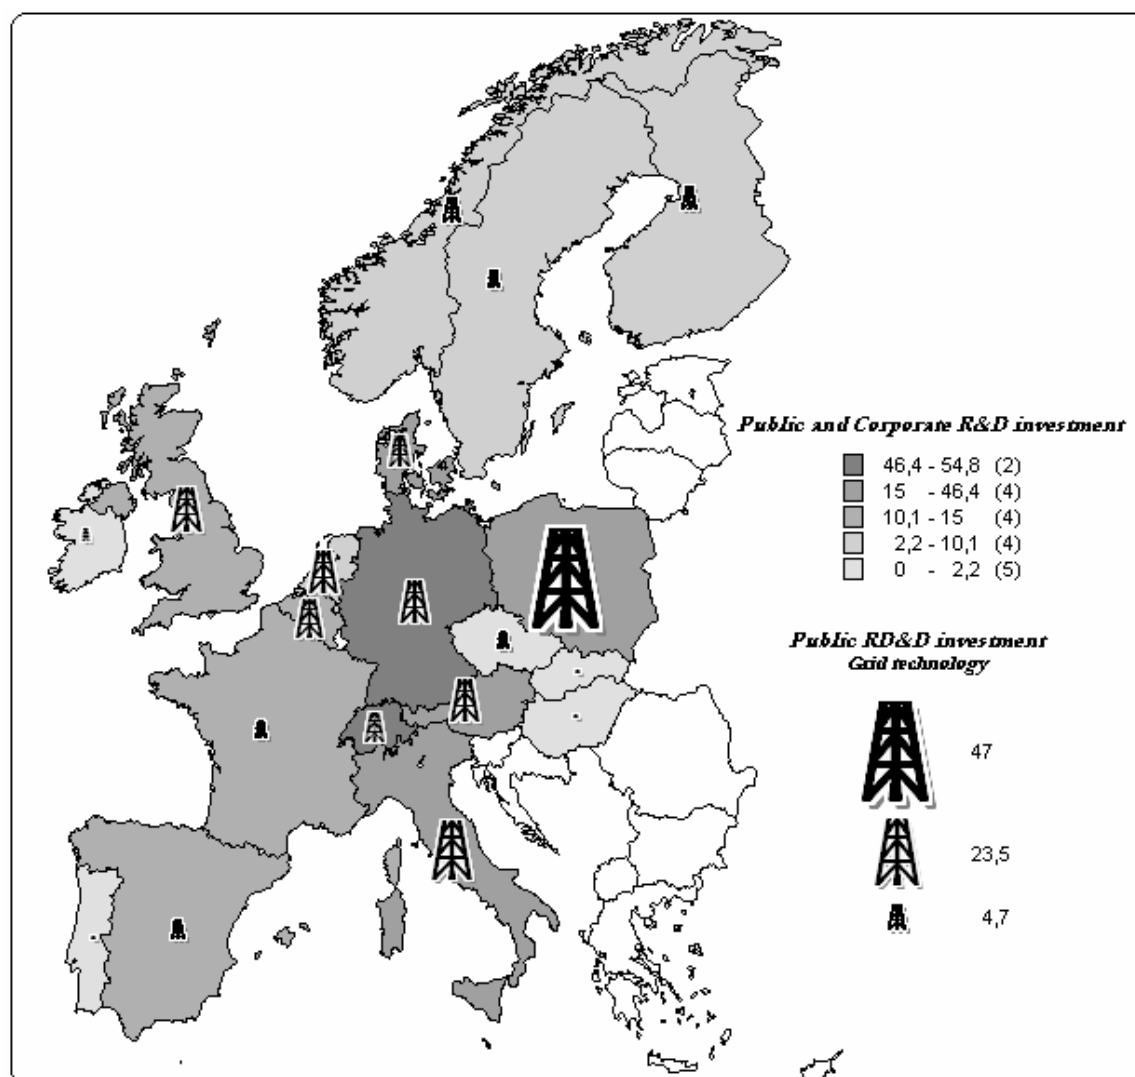 Public and Corporate R&D investment
46,4 - 54,8 (2)
15 - 46,4 (4)
10,1 - 15 (4)
2,2 - 10,1 (4)
0 - 2,2 (5)
Public RD&D investment
Grid technology
47
23,5
4,7